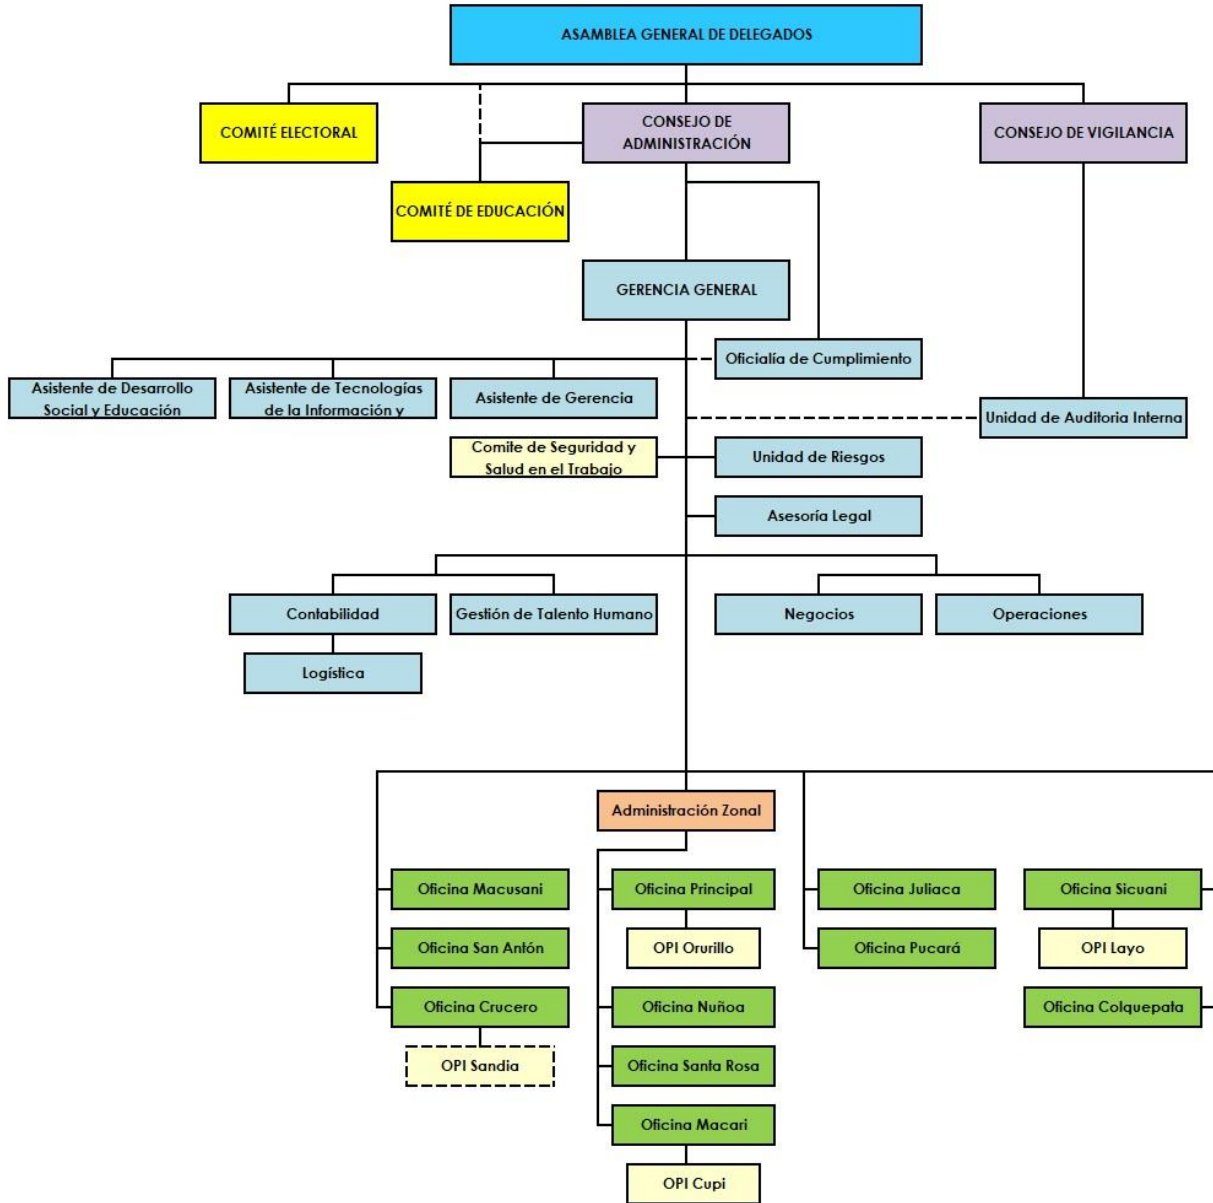 ASAMBLEA GENERAL DE DELEGADOS
COMITÉ ELECTORAL
CONSEJO DE
ADMINISTRACIÓN
CONSEJO DE VIGILANCIA
COMITÉ DE EDUCACIÓN
GERENCIA GENERAL
Oficialía de Cumplimiento
Asistente de Desarrollo
Social y Educación
Asistente de Tecnologías
de la Información y
Asistente de Gerencia
Unidad de Auditoria Interna
Comite de Seguridad y
Salud en el Trabajo
Unidad de Riesgos
Asesoría Legal
Contabilidad
Gestión de Talento Humano
Negocios
Operaciones
Logística
Administración Zonal
Oficina Macusani
Oficina Principal
Oficina Juliaca
Oficina Sicuani
Oficina San Antón
OPI Orurillo
Oficina Pucará
OPI Layo
Oficina Crucero
Oficina Nuñoa
Oficina Colquepata
OPI Sandia
Oficina Santa Rosa
Oficina Macari
OPI Cupi